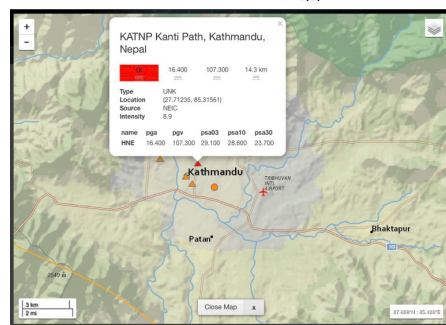 +
−
KATNP Kanti Path, Kathmandu,
Nepal
x
IX 16.400 107.300 14.3 km
Type UNK
Location (27.71235, 85.31561)
Source NEIC
Intensity 8.9
name pga pgv psa03 psa10 psa30
HNE 16.400 107.300 29.100 28.800 23.700
Kathmandu
TRIBHUVAN
INTL
AIRPORT
Patan
Bhaktapur
3 km
2 mi
Close Map x